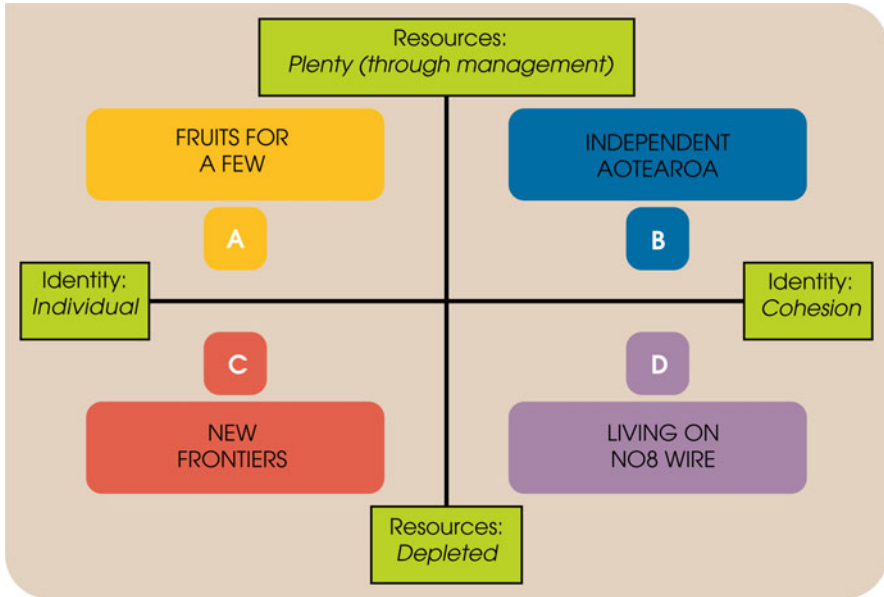 Resources:
Plenty (through management)
FRUITS FOR
A FEW
INDEPENDENT
AOTEAROA
A
B
Identity:
Individual
Identity:
Cohesion
C
D
NEW
FRONTIERS
LIVING ON
NO8 WIRE
Resources:
Depleted